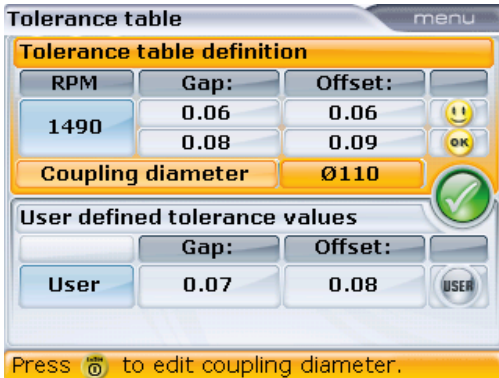 Tolerance table menu
Tolerance table definition
RPM Gap: Offset:
1490 0.06 0.06
0.08 0.09 OK
Coupling diameter Ø110
User defined tolerance values
Gap: Offset:
User 0.07 0.08 USER
Press 0 to edit coupling diameter.